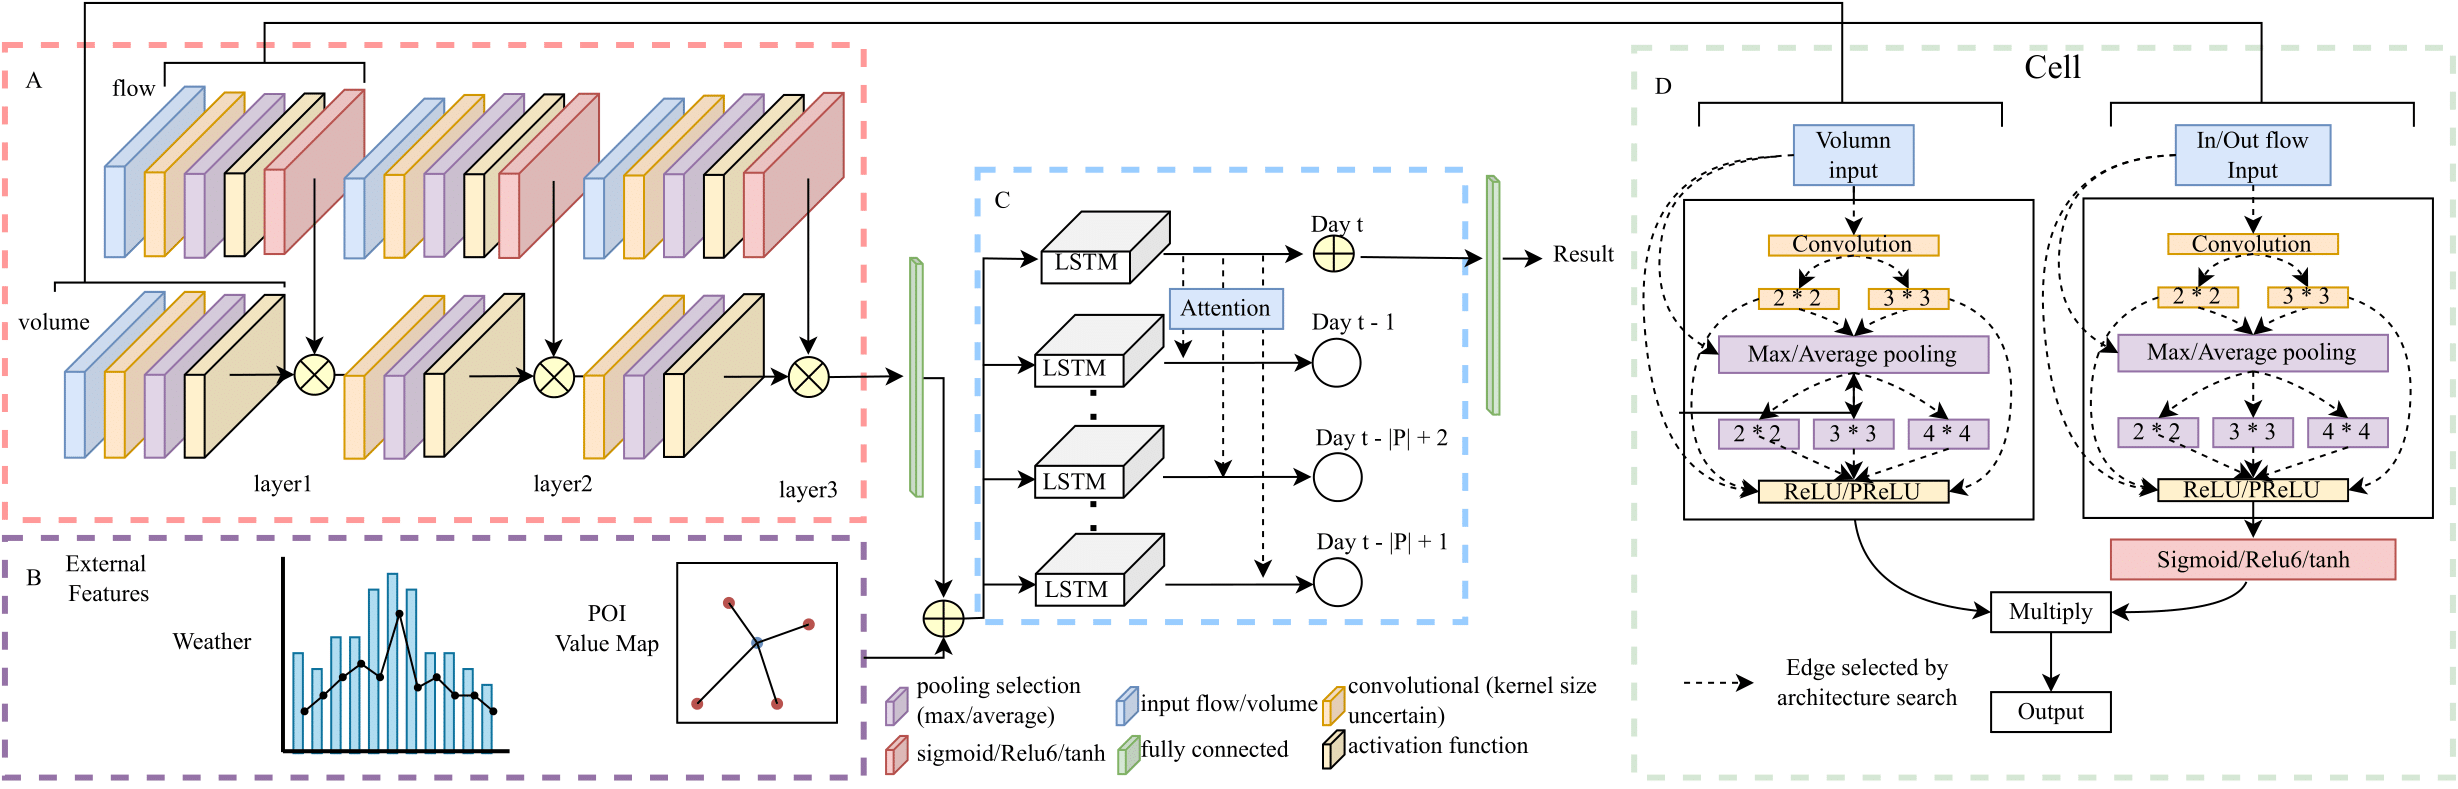 A
flow
volume
layer1
layer2
layer3
B
External
Features
Weather
POI
Value Map
C
LSTM
LSTM
LSTM
LSTM
Attention
Day t
Day t - 1
Day t - |P| + 2
Day t - |P| + 1
Result
pooling selection
(max/average)
input flow/volume
convolutional (kernel size
uncertain)
sigmoid/Relu6/tanh
fully connected
activation function
Cell
D
Volumn
input
Convolution
2 * 2
3 * 3
Max/Average pooling
2 * 2
3 * 3
4 * 4
ReLU/PReLU
In/Out flow
Input
Convolution
2 * 2
3 * 3
Max/Average pooling
2 * 2
3 * 3
4 * 4
ReLU/PReLU
Sigmoid/Relu6/tanh
Multiply
Output
Edge selected by
architecture search